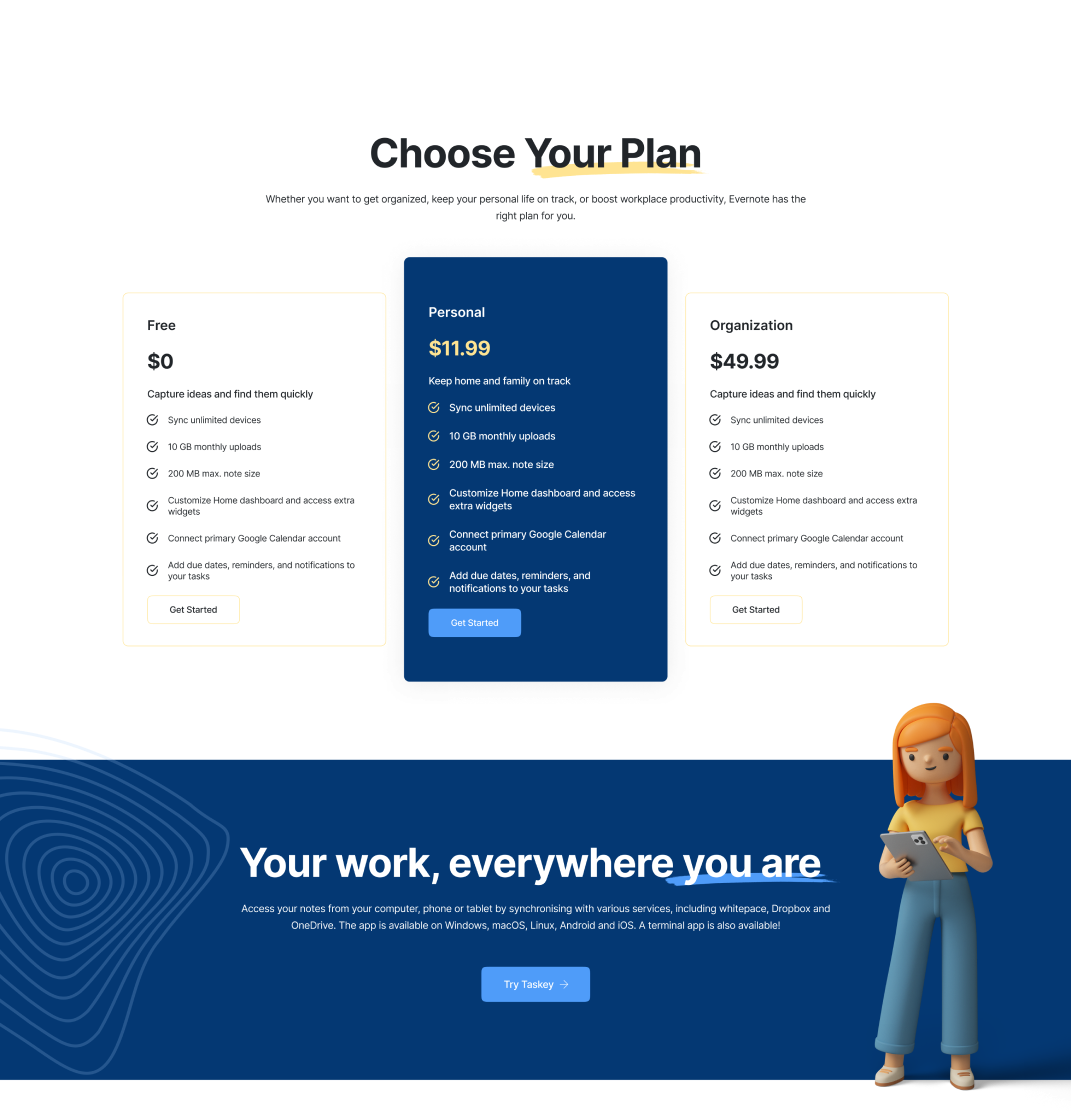 Choose Your Plan
Whether you want to get organized, keep your personal life on track, or boost workplace productivity, Evernote has the
right plan for you.
Free
$0
Capture ideas and find them quickly
Sync unlimited devices
10 GB monthly uploads
200 MB max. note size
Customize Home dashboard and access extra
widgets
Connect primary Google Calendar account
Add due dates, reminders, and notifications to
your tasks
Get Started
Personal
$11.99
Keep home and family on track
Sync unlimited devices
10 GB monthly uploads
200 MB max. note size
Customize Home dashboard and access
extra widgets
Connect primary Google Calendar
account
Add due dates, reminders, and
notifications to your tasks
Get Started
Organization
$49.99
Capture ideas and find them quickly
Sync unlimited devices
10 GB monthly uploads
200 MB max. note size
Customize Home dashboard and access extra
widgets
Connect primary Google Calendar account
Add due dates, reminders, and notifications to
your tasks
Get Started
Your work, everywhere you are
Access your notes from your computer, phone or tablet by synchronising with various services, including whitepace, Dropbox and
OneDrive. The app is available on Windows, macOS, Linux, Android and iOS. A terminal app is also available!
Try Taskey